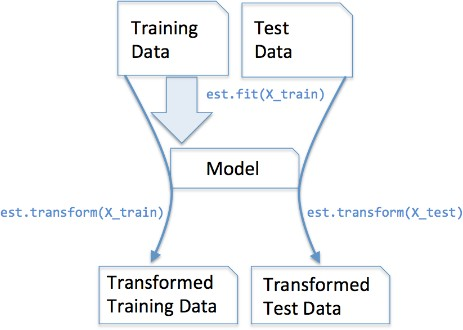 Training
Data
Test
Data
est.fit(X_train)
Model
est.transform(X_train)
est.transform(X_test)
Transformed
Training Data
Transformed
Test Data